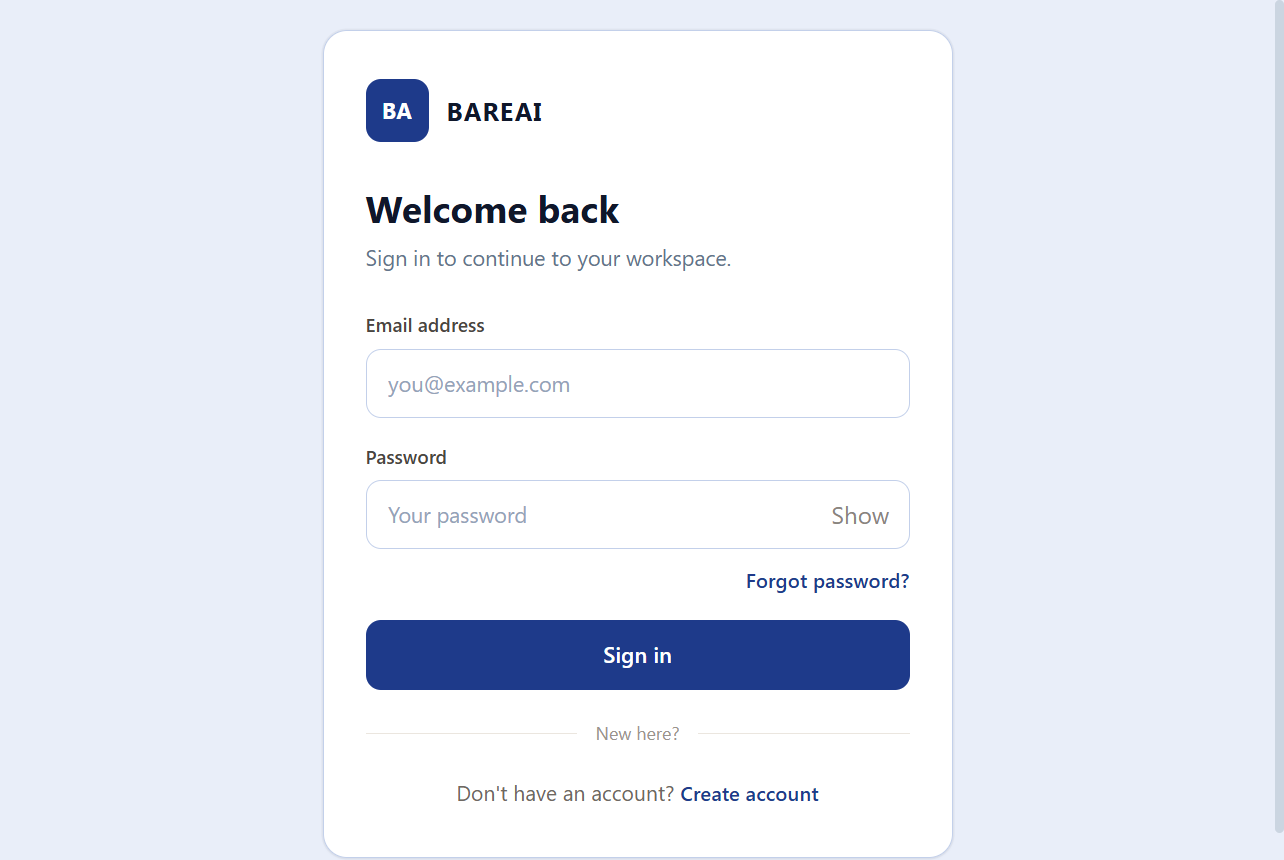 BA BAREAI
Welcome back
Sign in to continue to your workspace.
Email address
you@example.com
Password
Your password Show
Forgot password?
Sign in
New here?
Don't have an account? Create account